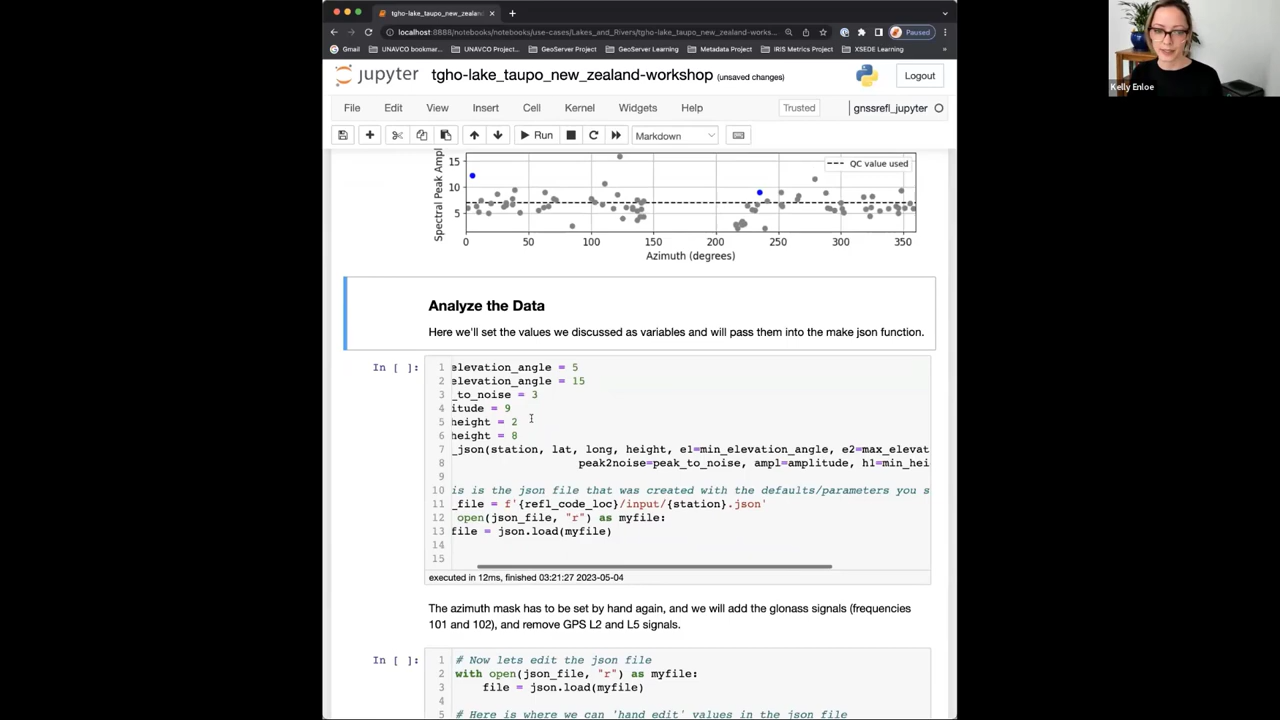 tgho-lake_taupo_new_zealand-
localhost:8888/notebooks/notebooks/use-cases/Lakes_and_Rivers/tgho-lake_taupo_new_zealand-works...
Paused
Gmail
UNAVCO bookmar...
UNAVCO Project...
GeoServer Project
GeoServer Learning
Metadata Project
IRIS Metrics Project
XSEDE Learning
Kelly Enloe
jupyter tgho-lake_taupo_new_zealand-workshop (unsaved changes)
Logout
File Edit View Insert Cell Kernel Widgets Help
Trusted
gnssrefl_jupyter
Run
Markdown
Spectral Peak Ampl
15
10
5
QC value used
0 50 100 150 200 250 300 350
Azimuth (degrees)
Analyze the Data
Here we'll set the values we discussed as variables and will pass them into the make json function.
In [ ]:
1 elevation_angle = 5
2 elevation_angle = 15
3 _to_noise = 3
4 itude = 9
5 height = 2
6 height = 8
7 _json(station, lat, long, height, e1=min_elevation_angle, e2=max_elevat
8 peak2noise=peak_to_noise, ampl=amplitude, h1=min_hei
9
10 is is the json file that was created with the defaults/parameters you s
11 _file = f'{refl_code_loc}/input/{station}.json'
12 open(json_file, "r") as myfile:
13 file = json.load(myfile)
14
15
executed in 12ms, finished 03:21:27 2023-05-04
The azimuth mask has to be set by hand again, and we will add the glonass signals (frequencies
101 and 102), and remove GPS L2 and L5 signals.
In [ ]:
1 # Now lets edit the json file
2 with open(json_file, "r") as myfile:
3 file = json.load(myfile)
4
5 # Here is where we can 'hand edit' values in the json file